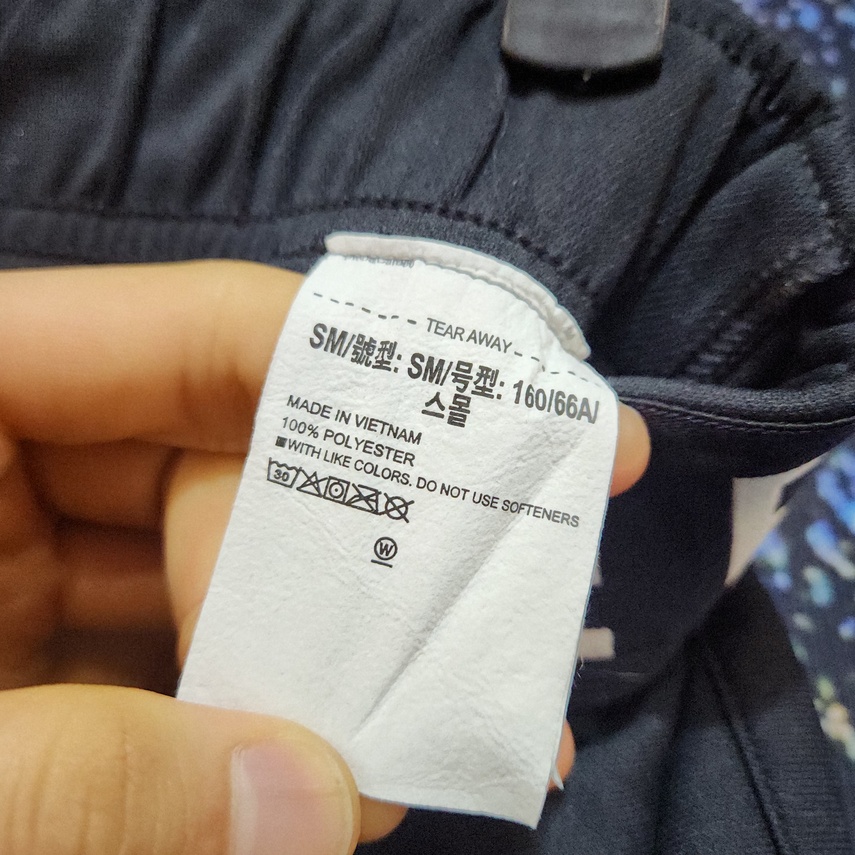 TEAR AWAY
SM/號型: SM/号型: 160/66A/
스몰
MADE IN VIETNAM
100% POLYESTER
WITH LIKE COLORS. DO NOT USE SOFTENERS
30
W